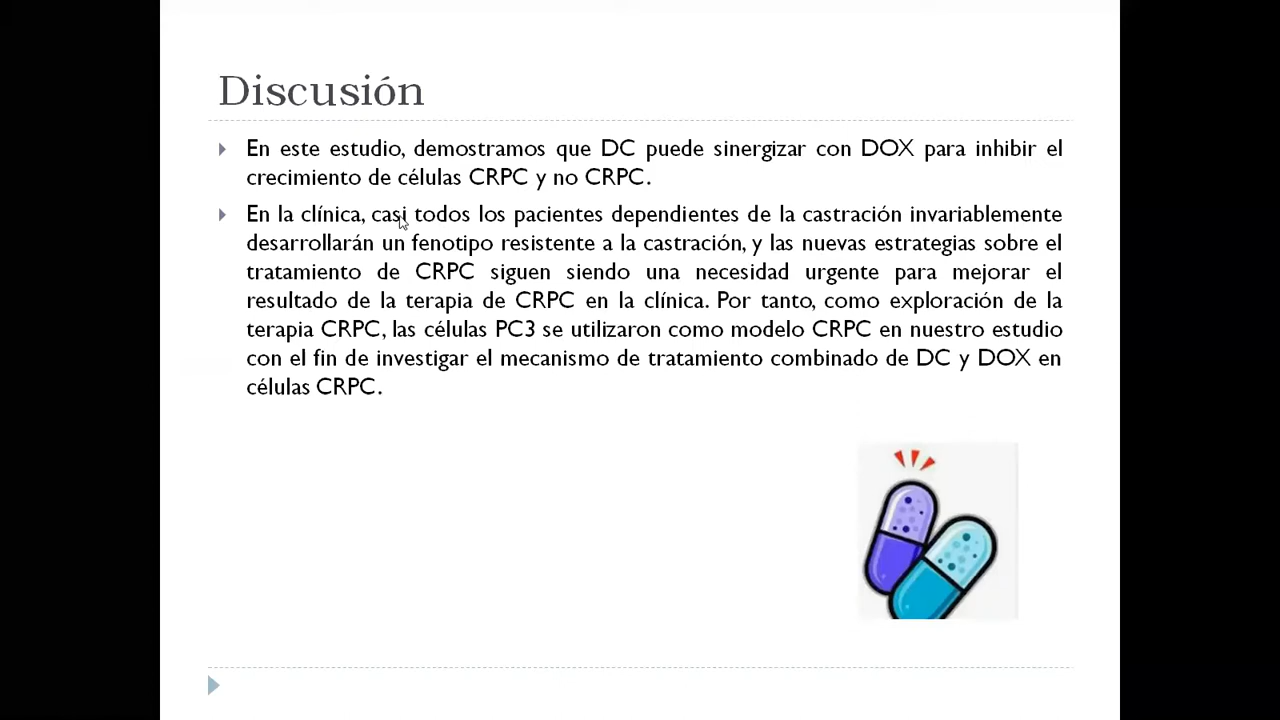 Discusión
En este estudio, demostramos que DC puede sinergizar con DOX para inhibir el
crecimiento de células CRPC y no CRPC.
En la clínica, casi todos los pacientes dependientes de la castración invariablemente
desarrollarán un fenotipo resistente a la castración, y las nuevas estrategias sobre el
tratamiento de CRPC siguen siendo una necesidad urgente para mejorar el
resultado de la terapia de CRPC en la clínica. Por tanto, como exploración de la
terapia CRPC, las células PC3 se utilizaron como modelo CRPC en nuestro estudio
con el fin de investigar el mecanismo de tratamiento combinado de DC y DOX en
células CRPC.